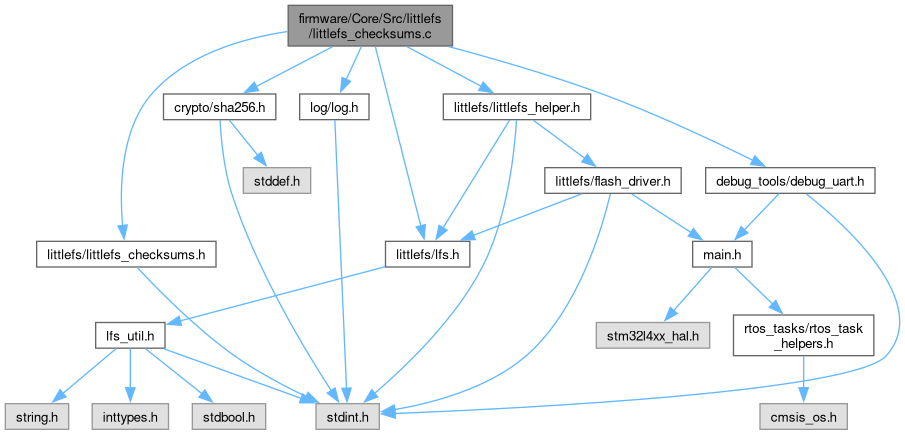 firmware/Core/Src/littlefs
/littlefs_checksums.c
crypto/sha256.h
log/log.h
littlefs/littlefs_helper.h
stddef.h
littlefs/flash_driver.h
debug_tools/debug_uart.h
littlefs/littlefs_checksums.h
littlefs/lfs.h
main.h
lfs_util.h
stm32l4xx_hal.h
rtos_tasks/rtos_task
_helpers.h
string.h
inttypes.h
stdbool.h
stdint.h
cmsis_os.h